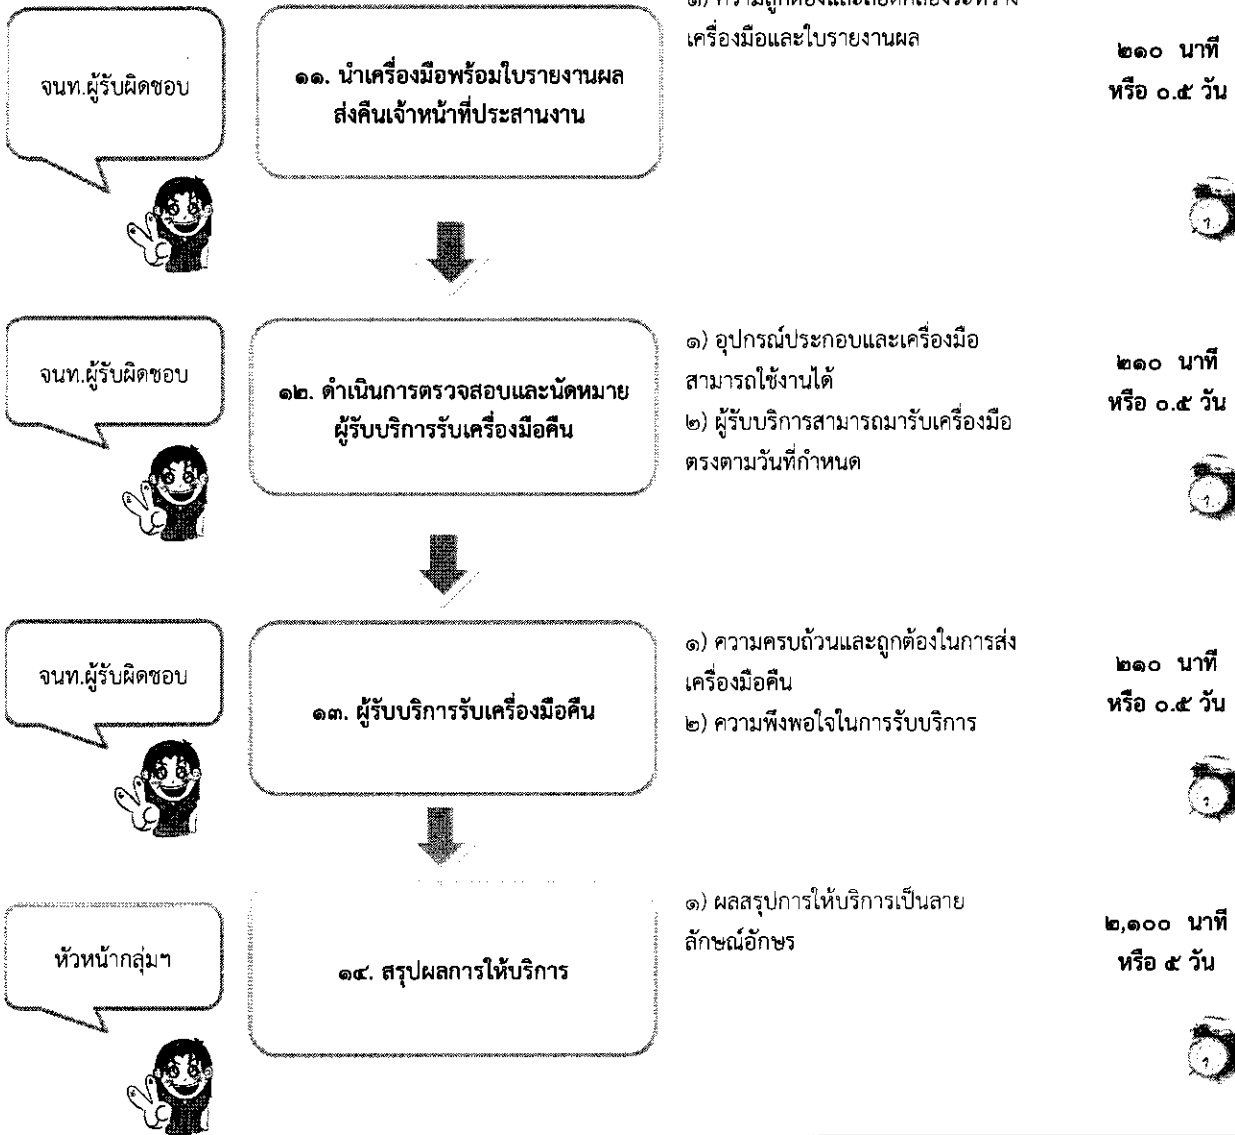 จนท.ผู้รับผิดชอบ
๑๑. นำเครื่องมือพร้อมใบรายงานผล
ส่งคืนเจ้าหน้าที่ประสานงาน
เครื่องมือและใบรายงานผล
๒๑๐ นาที
หรือ ๐.๕ วัน
จนท.ผู้รับผิดชอบ
๑๒. ดำเนินการตรวจสอบและนัดหมาย
ผู้รับบริการรับเครื่องมือคืน
๑) อุปกรณ์ประกอบและเครื่องมือ
สามารถใช้งานได้
๒) ผู้รับบริการสามารถมารับเครื่องมือ
ตรงตามวันที่กำหนด
๒๑๐ นาที
หรือ ๐.๕ วัน
จนท.ผู้รับผิดชอบ
๑๓. ผู้รับบริการรับเครื่องมือคืน
๑) ความครบถ้วนและถูกต้องในการส่ง
เครื่องมือคืน
๒) ความพึงพอใจในการรับบริการ
๒๑๐ นาที
หรือ ๐.๕ วัน
หัวหน้ากลุ่มฯ
๑๔. สรุปผลการให้บริการ
๑) ผลสรุปการให้บริการเป็นลาย
ลักษณ์อักษร
๒,๑๐๐ นาที
หรือ ๕ วัน